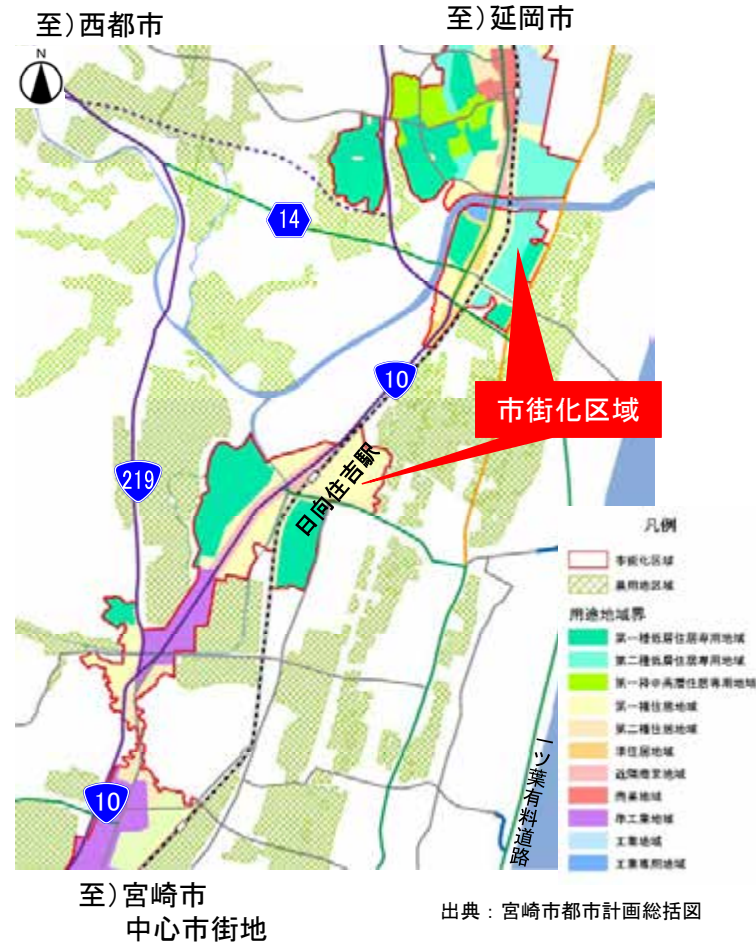 至）西都市
至）延岡市
N
14
10
市街化区域
219
日向住吉駅
凡例
市街化区域
農用地区域
用途地域界
第一種低層住居専用地域
第二種低層住居専用地域
第一種中高層住居専用地域
第一種住居地域
第二種住居地域
準住居地域
近隣商業地域
商業地域
準工業地域
工業地域
工業専用地域
一ツ葉有料道路
10
至）宮崎市
中心市街地
出典：宮崎市都市計画総括図